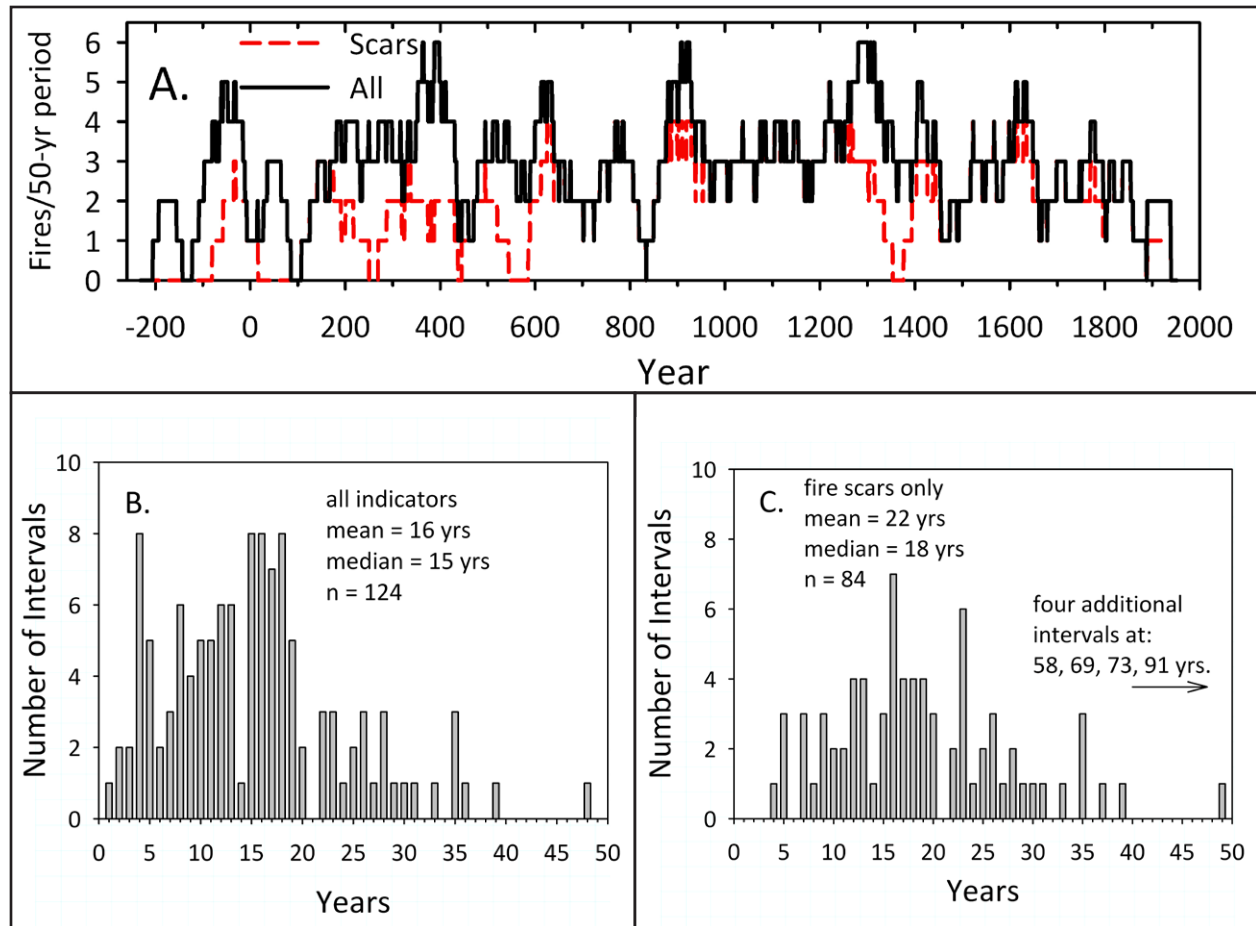 A.
Scars
All
Fires/50-yr period
6
5
4
3
2
1
0
-200 0 200 400 600 800 1000 1200 1400 1600 1800 2000
Year
B.
all indicators
mean = 16 yrs
median = 15 yrs
n = 124
Number of Intervals
10
8
6
4
2
0
0 5 10 15 20 25 30 35 40 45 50
Years
C.
fire scars only
mean = 22 yrs
median = 18 yrs
n = 84
four additional
intervals at:
58, 69, 73, 91 yrs.
Number of Intervals
10
8
6
4
2
0
0 5 10 15 20 25 30 35 40 45 50
Years